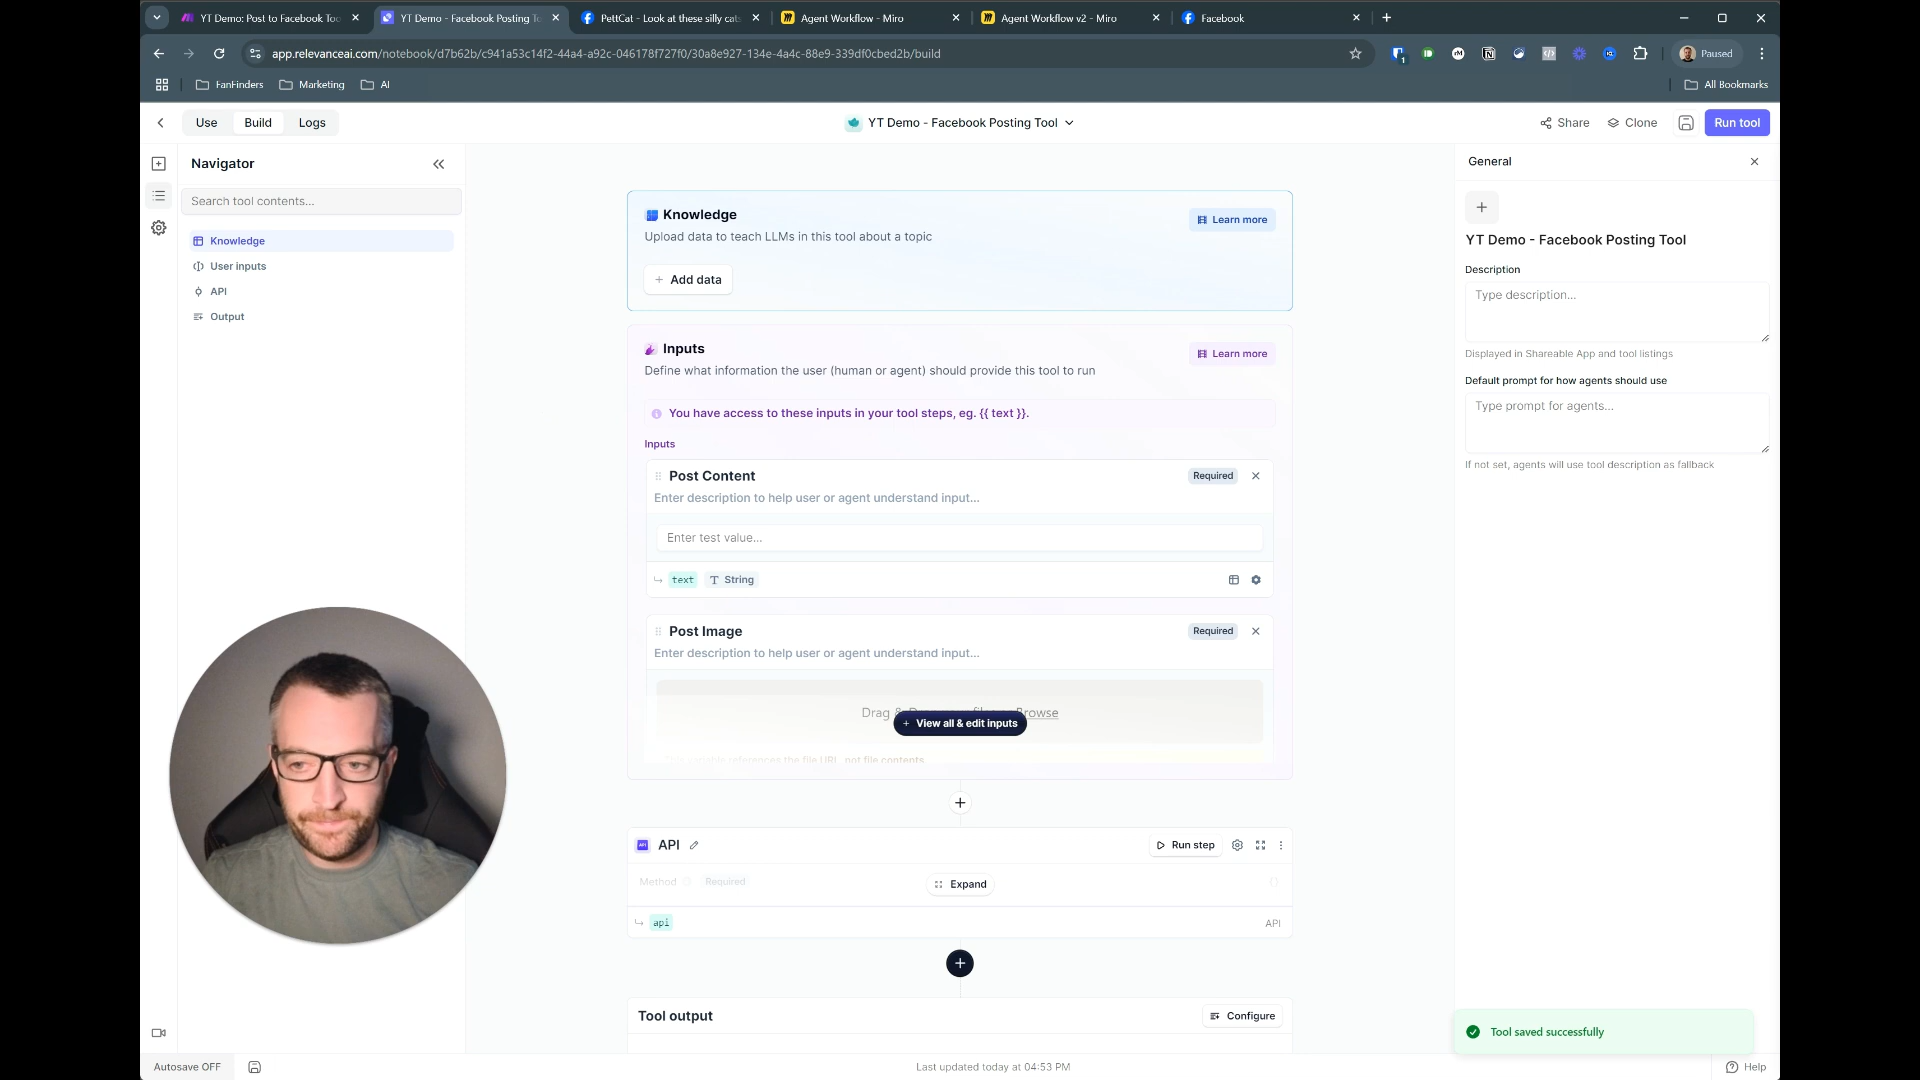 YT Demo: Post to Facebook Too
YT Demo - Facebook Posting To
PettCat - Look at these silly cats
Agent Workflow - Miro
Agent Workflow v2 - Miro
Facebook
app.relevanceai.com/notebook/d7b62b/c941a53c14f2-44a4-a92c-046178f727f0/30a8e927-134e-4a4c-88e9-339df0cbed2b/build
Paused
FanFinders
Marketing
AI
All Bookmarks
Use
Build
Logs
YT Demo - Facebook Posting Tool
Share
Clone
Run tool
Navigator
Search tool contents...
Knowledge
User inputs
API
Output
Knowledge
Upload data to teach LLMs in this tool about a topic
Learn more
+ Add data
Inputs
Define what information the user (human or agent) should provide this tool to run
Learn more
You have access to these inputs in your tool steps, eg. {{ text }}.
Inputs
Post Content
Required
Enter description to help user or agent understand input...
Enter test value...
text
String
Post Image
Required
Enter description to help user or agent understand input...
Drag & Browse
+ View all & edit inputs
references the file URL, not file contents.
API
Run step
Method
Required
Expand
api
API
Tool output
Configure
General
YT Demo - Facebook Posting Tool
Description
Type description...
Displayed in Shareable App and tool listings
Default prompt for how agents should use
Type prompt for agents...
If not set, agents will use tool description as fallback
Tool saved successfully
Autosave OFF
Last updated today at 04:53 PM
Help